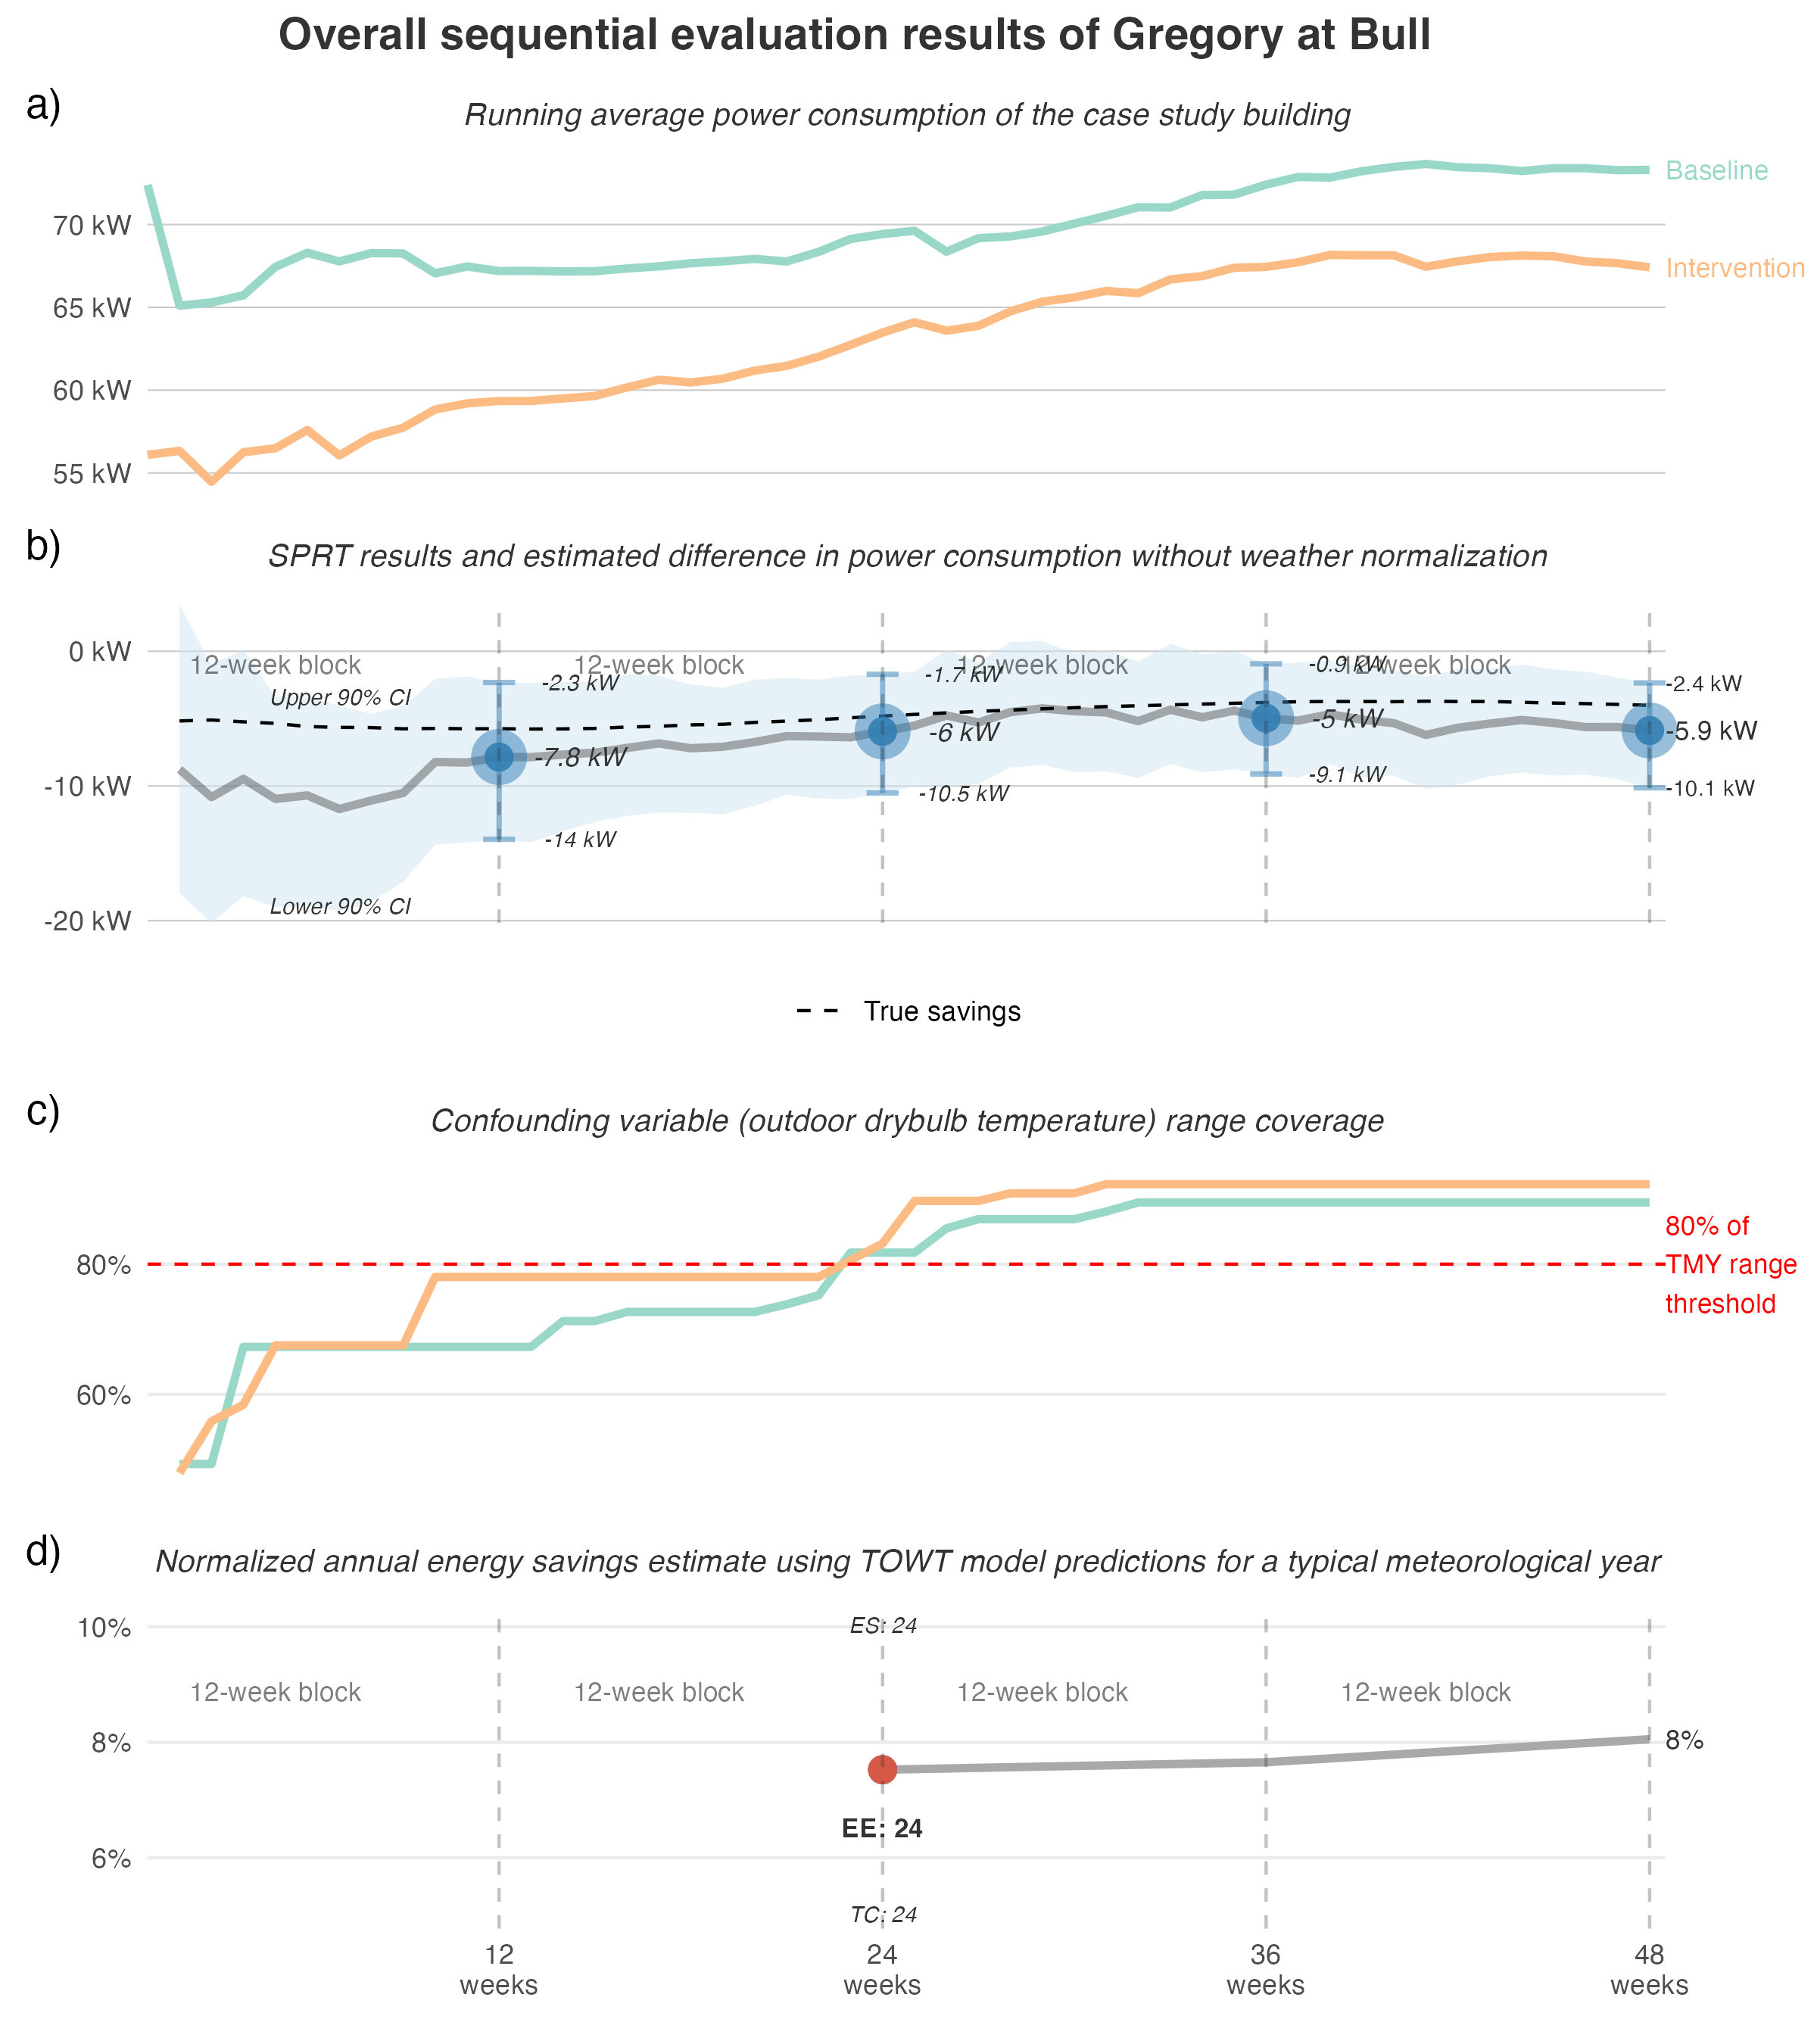 Overall sequential evaluation results of Gregory at Bull
a)
Running average power consumption of the case study building
Baseline
70 kW
Intervention
65 kW
60 kW
55 kW
b)
SPRT results and estimated difference in power consumption without weather normalization
0 kW
12-week block
12-week block
12-week block
12-week block
Upper 90% CI
-2.3 kW
-1.7 kW
-0.9 kW
-2.4 kW
-7.8 kW
-6 kW
-5 kW
-5.9 kW
-10 kW
-14 kW
-10.5 kW
-9.1 kW
-10.1 kW
Lower 90% CI
-20 kW
True savings
c)
Confounding variable (outdoor drybulb temperature) range coverage
80%
80% of
TMY range
threshold
60%
d)
Normalized annual energy savings estimate using TOWT model predictions for a typical meteorological year
10%
ES: 24
12-week block
12-week block
12-week block
12-week block
8%
8%
EE: 24
6%
TC: 24
12
weeks
24
weeks
36
weeks
48
weeks